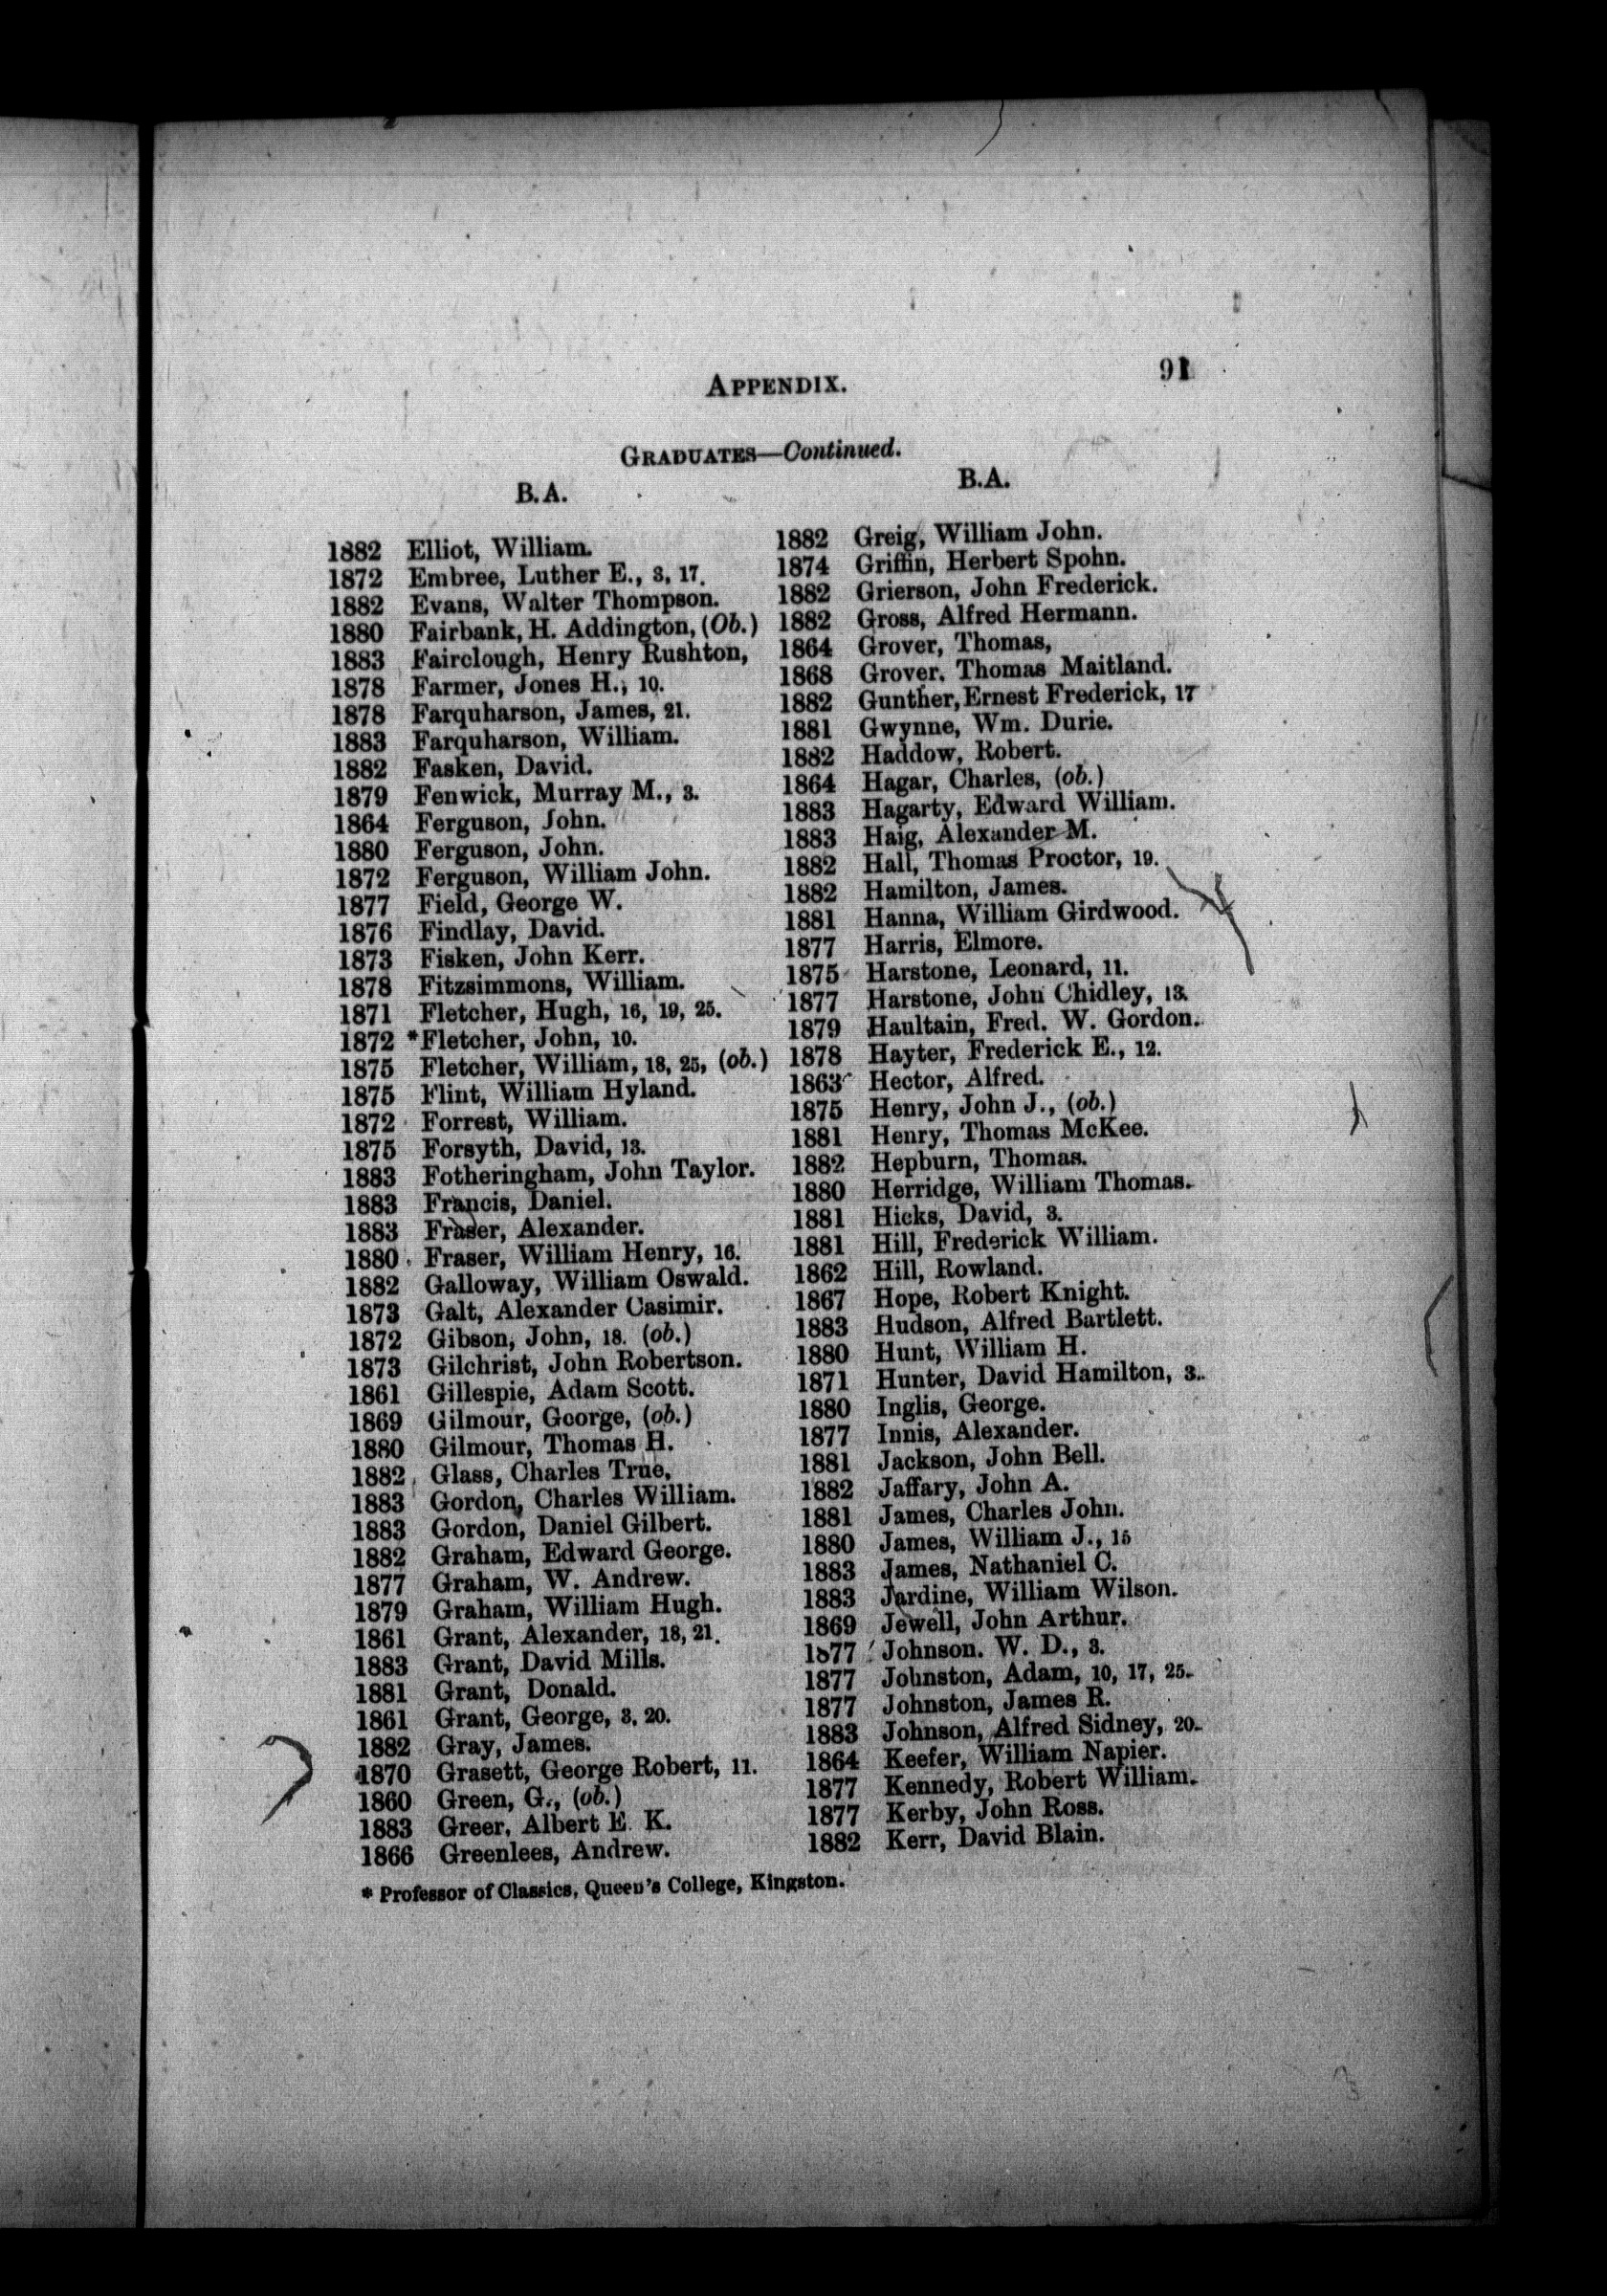 APPENDIX.
91
GRADUATES—Continued.
B.A.
1882 Elliot, William.
1872 Embree, Luther E., 3, 17.
1882 Evans, Walter Thompson.
1880 Fairbank, H. Addington, (Ob.)
1883 Fairclough, Henry Rushton,
1878 Farmer, Jones H., 10.
1878 Farquharson, James, 21.
1883 Farquharson, William.
1882 Fasken, David.
1879 Fenwick, Murray M., 3.
1864 Ferguson, John.
1880 Ferguson, John.
1872 Ferguson, William John.
1877 Field, George W.
1876 Findlay, David.
1873 Fisken, John Kerr.
1878 Fitzsimmons, William.
1871 Fletcher, Hugh, 16, 19, 25.
1872 *Fletcher, John, 10.
1875 Fletcher, William, 18, 25, (ob.)
1875 Flint, William Hyland.
1872 Forrest, William.
1875 Forsyth, David, 13.
1883 Fotheringham, John Taylor.
1883 Francis, Daniel.
1883 Fraser, Alexander.
1880 Fraser, William Henry, 16.
1882 Galloway, William Oswald.
1873 Galt, Alexander Casimir.
1872 Gibson, John, 18. (ob.)
1873 Gilchrist, John Robertson.
1861 Gillespie, Adam Scott.
1869 Gilmour, George, (ob.)
1880 Gilmour, Thomas H.
1882 Glass, Charles True.
1883 Gordon, Charles William.
1883 Gordon, Daniel Gilbert.
1882 Graham, Edward George.
1877 Graham, W. Andrew.
1879 Graham, William Hugh.
1861 Grant, Alexander, 18, 21.
1883 Grant, David Mills.
1881 Grant, Donald.
1861 Grant, George, 3, 20.
1882 Gray, James.
1870 Grasett, George Robert, 11.
1860 Green, G., (ob.)
1883 Greer, Albert E. K.
1866 Greenlees, Andrew.
B.A.
1882 Greig, William John.
1874 Griffin, Herbert Spohn.
1882 Grierson, John Frederick.
1882 Gross, Alfred Hermann.
1864 Grover, Thomas,
1868 Grover. Thomas Maitland.
1882 Gunther, Ernest Frederick, 17
1881 Gwynne, Wm. Durie.
1882 Haddow, Robert.
1864 Hagar, Charles, (ob.)
1883 Hagarty, Edward William.
1883 Haig, Alexander M.
1882 Hall, Thomas Proctor, 19.
1882 Hamilton, James.
1881 Hanna, William Girdwood.
1877 Harris, Elmore.
1875 Harstone, Leonard, 11.
1877 Harstone, John Chidley, 13.
1879 Haultain, Fred. W. Gordon.
1878 Hayter, Frederick E., 12.
1863 Hector, Alfred.
1875 Henry, John J., (ob.)
1881 Henry, Thomas McKee.
1882 Hepburn, Thomas.
1880 Herridge, William Thomas.
1881 Hicks, David, 3.
1881 Hill, Frederick William.
1862 Hill, Rowland.
1867 Hope, Robert Knight.
1883 Hudson, Alfred Bartlett.
1880 Hunt, William H.
1871 Hunter, David Hamilton, 3.
1880 Inglis, George.
1877 Innis, Alexander.
1881 Jackson, John Bell.
1882 Jaffary, John A.
1881 James, Charles John.
1880 James, William J., 15
1883 James, Nathaniel C.
1883 Jardine, William Wilson.
1869 Jewell, John Arthur.
1877 Johnson. W. D., 3.
1877 Johnston, Adam, 10, 17, 25.
1877 Johnston, James R.
1883 Johnson, Alfred Sidney, 20.
1864 Keefer, William Napier.
1877 Kennedy, Robert William.
1877 Kerby, John Ross.
1882 Kerr, David Blain.
* Professor of Classics, Queen's College, Kingston.